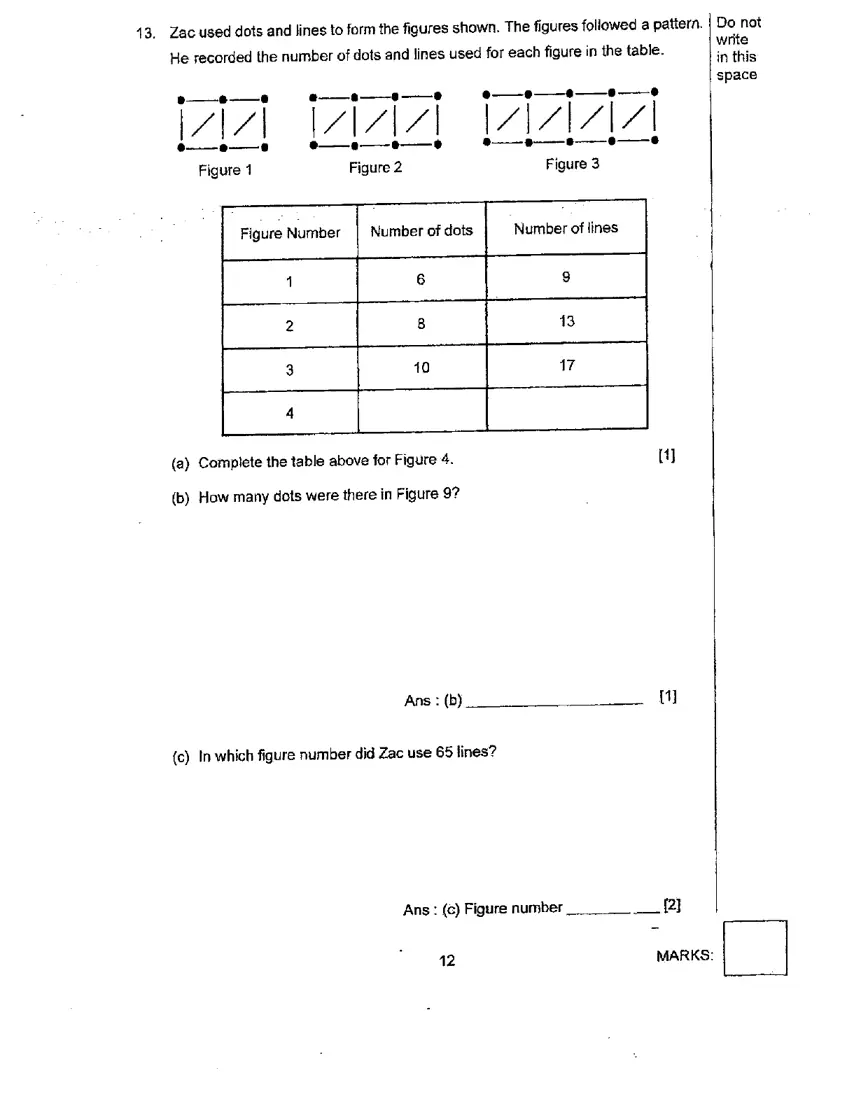 13. Zac used dots and lines to form the figures shown. The figures followed a pattern.
He recorded the number of dots and lines used for each figure in the table.
Do not
write
in this
space
Figure 1 Figure 2 Figure 3
Figure Number Number of dots Number of lines
1 6 9
2 8 13
3 10 17
4
(a) Complete the table above for Figure 4. [1]
(b) How many dots were there in Figure 9?
Ans : (b) [1]
(c) In which figure number did Zac use 65 lines?
Ans : (c) Figure number [2]
12
MARKS: